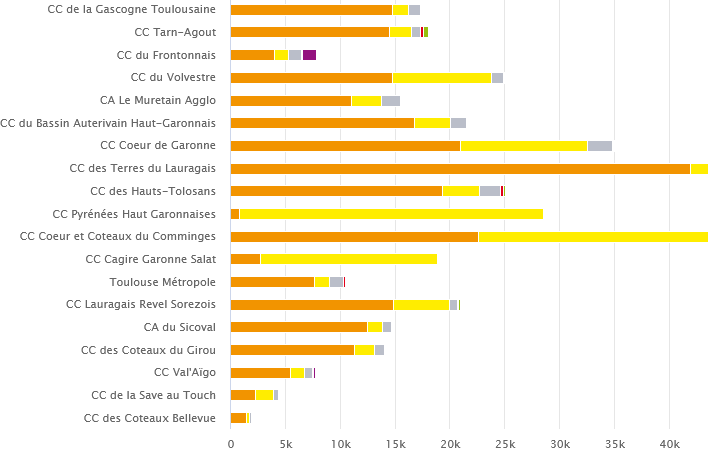 CC de la Gascogne Toulousaine
CC Tarn-Agout
CC du Frontonnais
CC du Volvestre
CA Le Muretain Agglo
CC du Bassin Auterivain Haut-Garonnais
CC Coeur de Garonne
CC des Terres du Lauragais
CC des Hauts-Tolosans
CC Pyrénées Haut Garonnaises
CC Coeur et Coteaux du Comminges
CC Cagire Garonne Salat
Toulouse Métropole
CC Lauragais Revel Sorezois
CA du Sicoval
CC des Coteaux du Girou
CC Val'Aïgo
CC de la Save au Touch
CC des Coteaux Bellevue
0 5k 10k 15k 20k 25k 30k 35k 40k